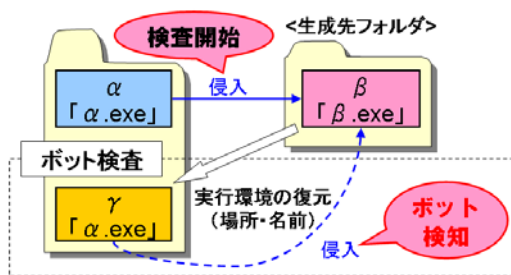 検査開始
<生成先フォルダ>
α
「α.exe」
侵入
β
「β.exe」
ボット検査
γ
「α.exe」
実行環境の復元
(場所・名前)
侵入
ボット
検知